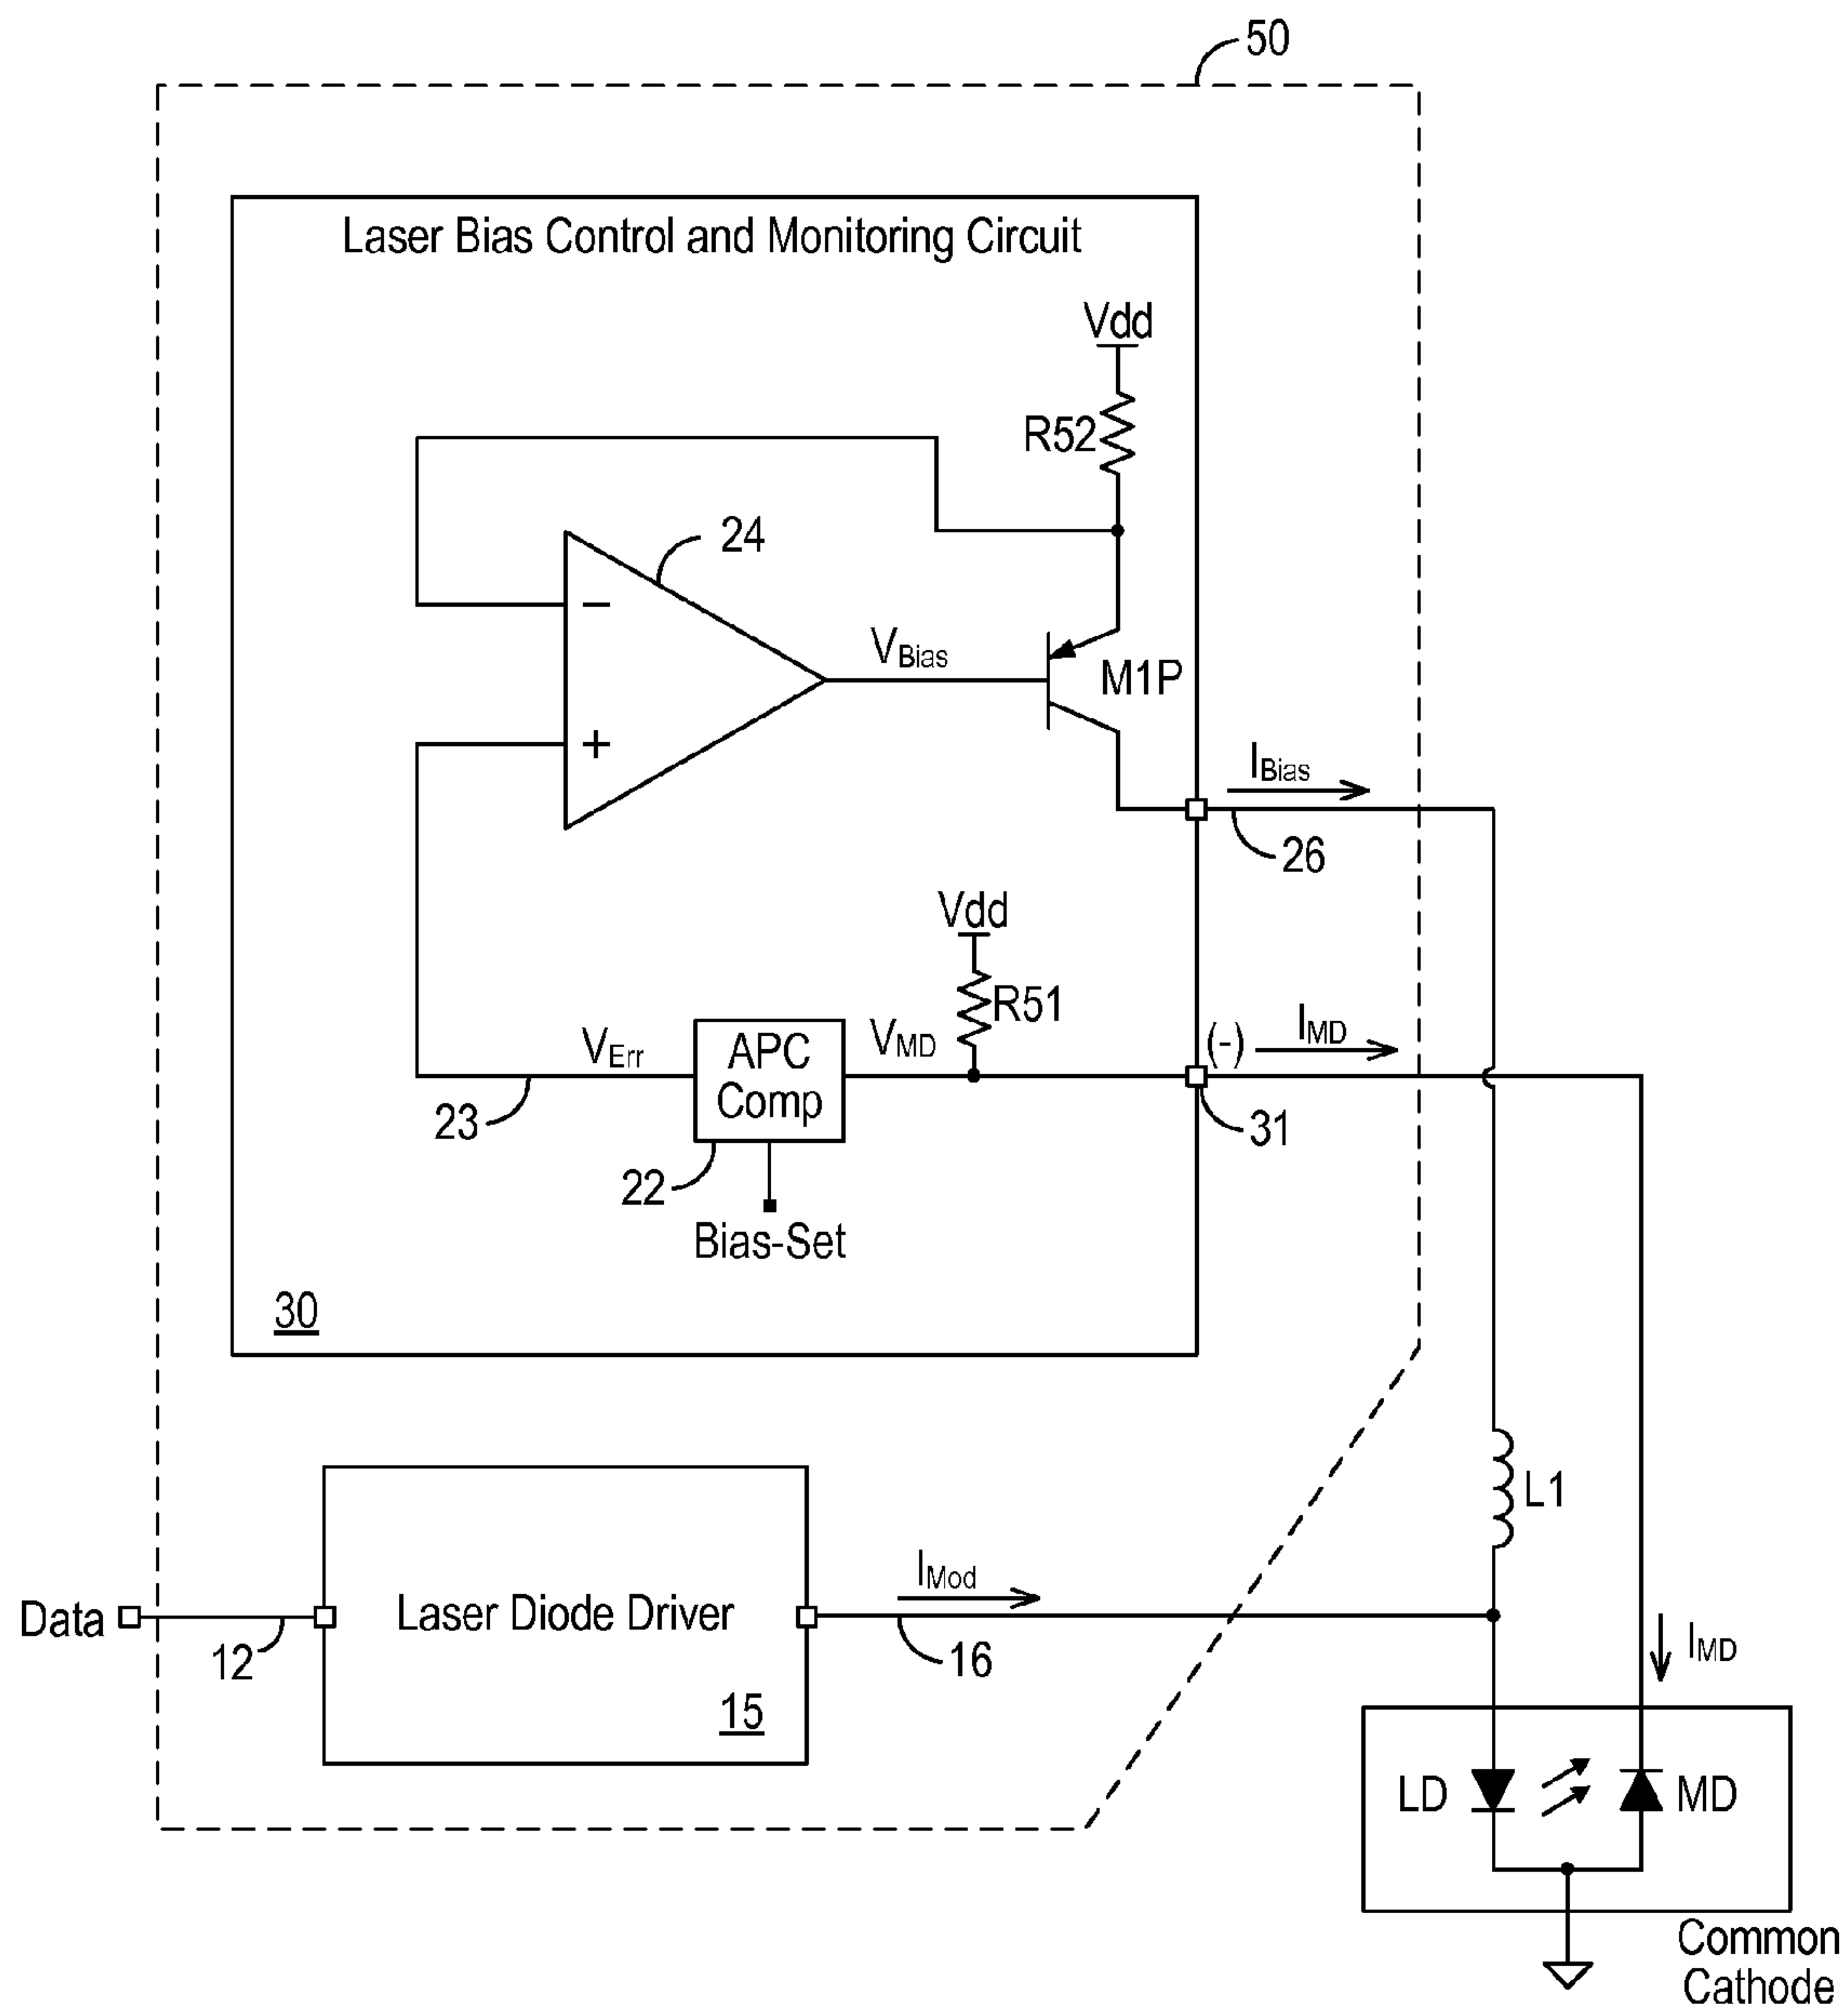 50
Laser Bias Control and Monitoring Circuit
Vdd
R52
24
−
+
VBias
M1P
IBias
26
Vdd
R51
VErr
APC
Comp
VMD
(-)
IMD
23
22
31
Bias-Set
30
Data
12
Laser Diode Driver
15
IMod
16
L1
IMD
LD
MD
Common
Cathode